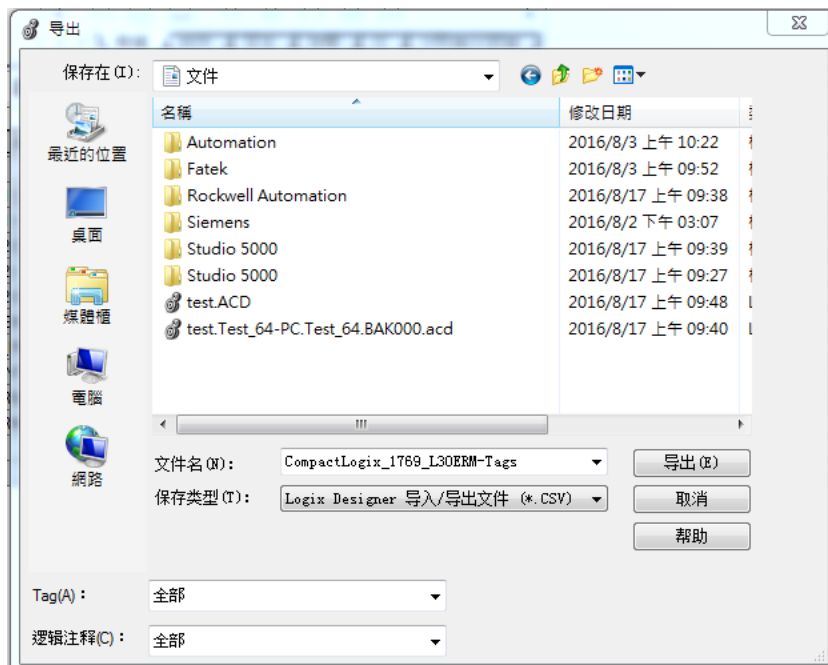 导出
保存在(I):
文件
名稱
修改日期
Automation
2016/8/3 上午 10:22
Fatek
2016/8/3 上午 09:52
Rockwell Automation
2016/8/17 上午 09:38
Siemens
2016/8/2 下午 03:07
Studio 5000
2016/8/17 上午 09:39
Studio 5000
2016/8/17 上午 09:27
test.ACD
2016/8/17 上午 09:48
test.Test_64-PC.Test_64.BAK000.acd
2016/8/17 上午 09:40
最近的位置
桌面
媒體櫃
電腦
網路
文件名(N):
CompactLogix_1769_L30ERM-Tags
导出(E)
保存类型(T):
Logix Designer 导入/导出文件 (*.CSV)
取消
帮助
Tag(A)：
全部
逻辑注释(C)：
全部